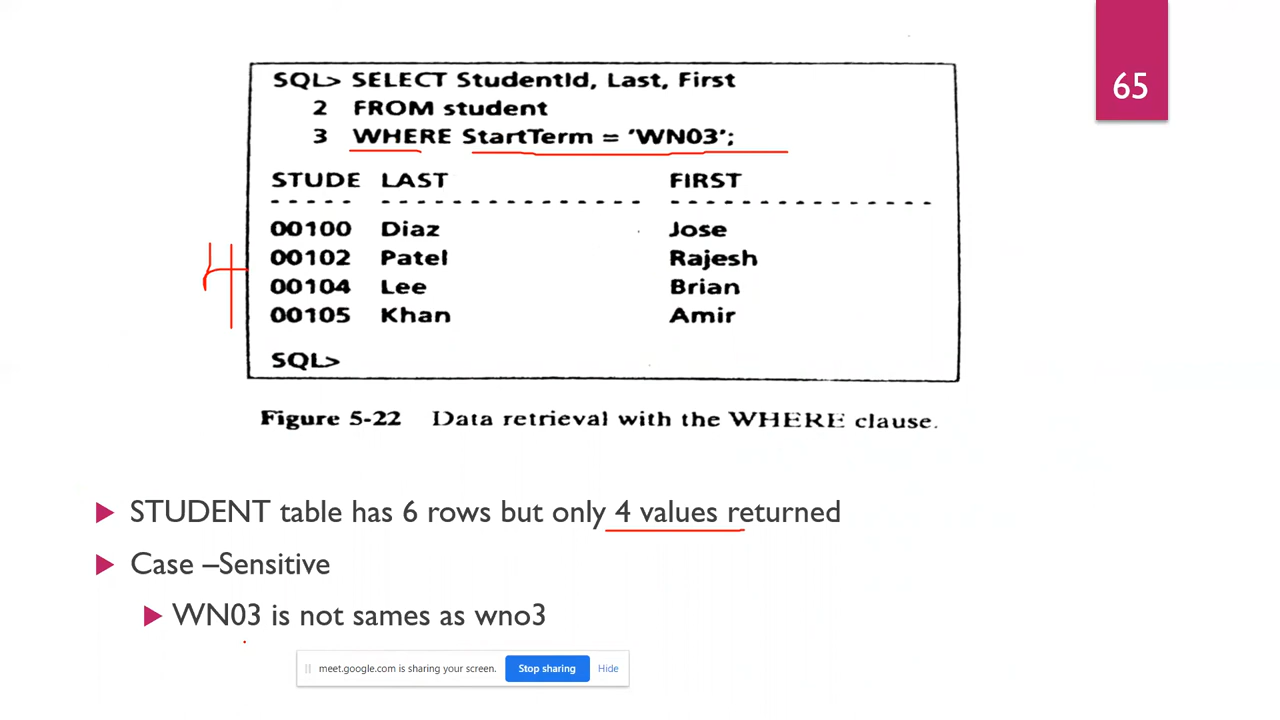 65
SQL> SELECT StudentId, Last, First
2 FROM student
3 WHERE StartTerm = 'WN03';
STUDE LAST FIRST
----- --------------- ---------------
00100 Diaz Jose
00102 Patel Rajesh
00104 Lee Brian
00105 Khan Amir
SQL>
4
Figure 5-22 Data retrieval with the WHERE clause.
STUDENT table has 6 rows but only 4 values returned
Case –Sensitive
WN03 is not sames as wno3
meet.google.com is sharing your screen. Stop sharing Hide